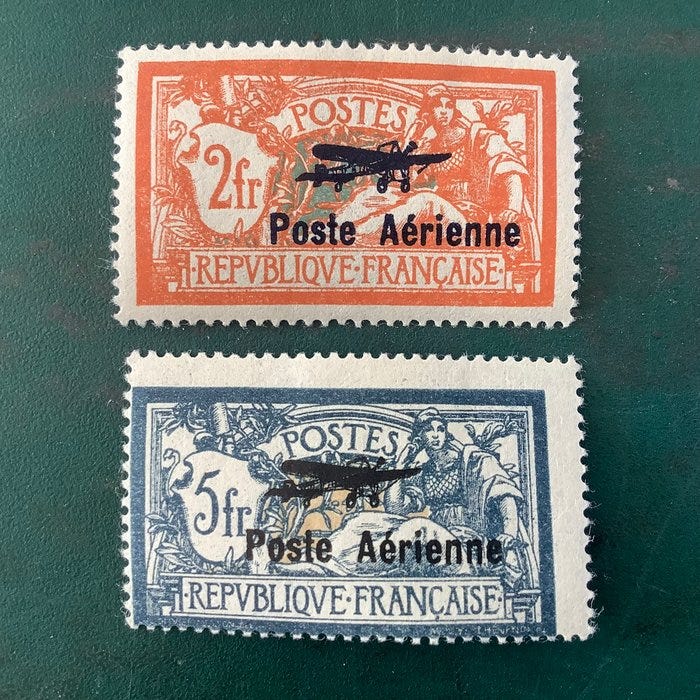 POSTES
2fr
Poste Aérienne
REPVBLIQVE·FRANÇAISE
POSTES
5fr
Poste Aérienne
REPVBLIQVE·FRANÇAISE